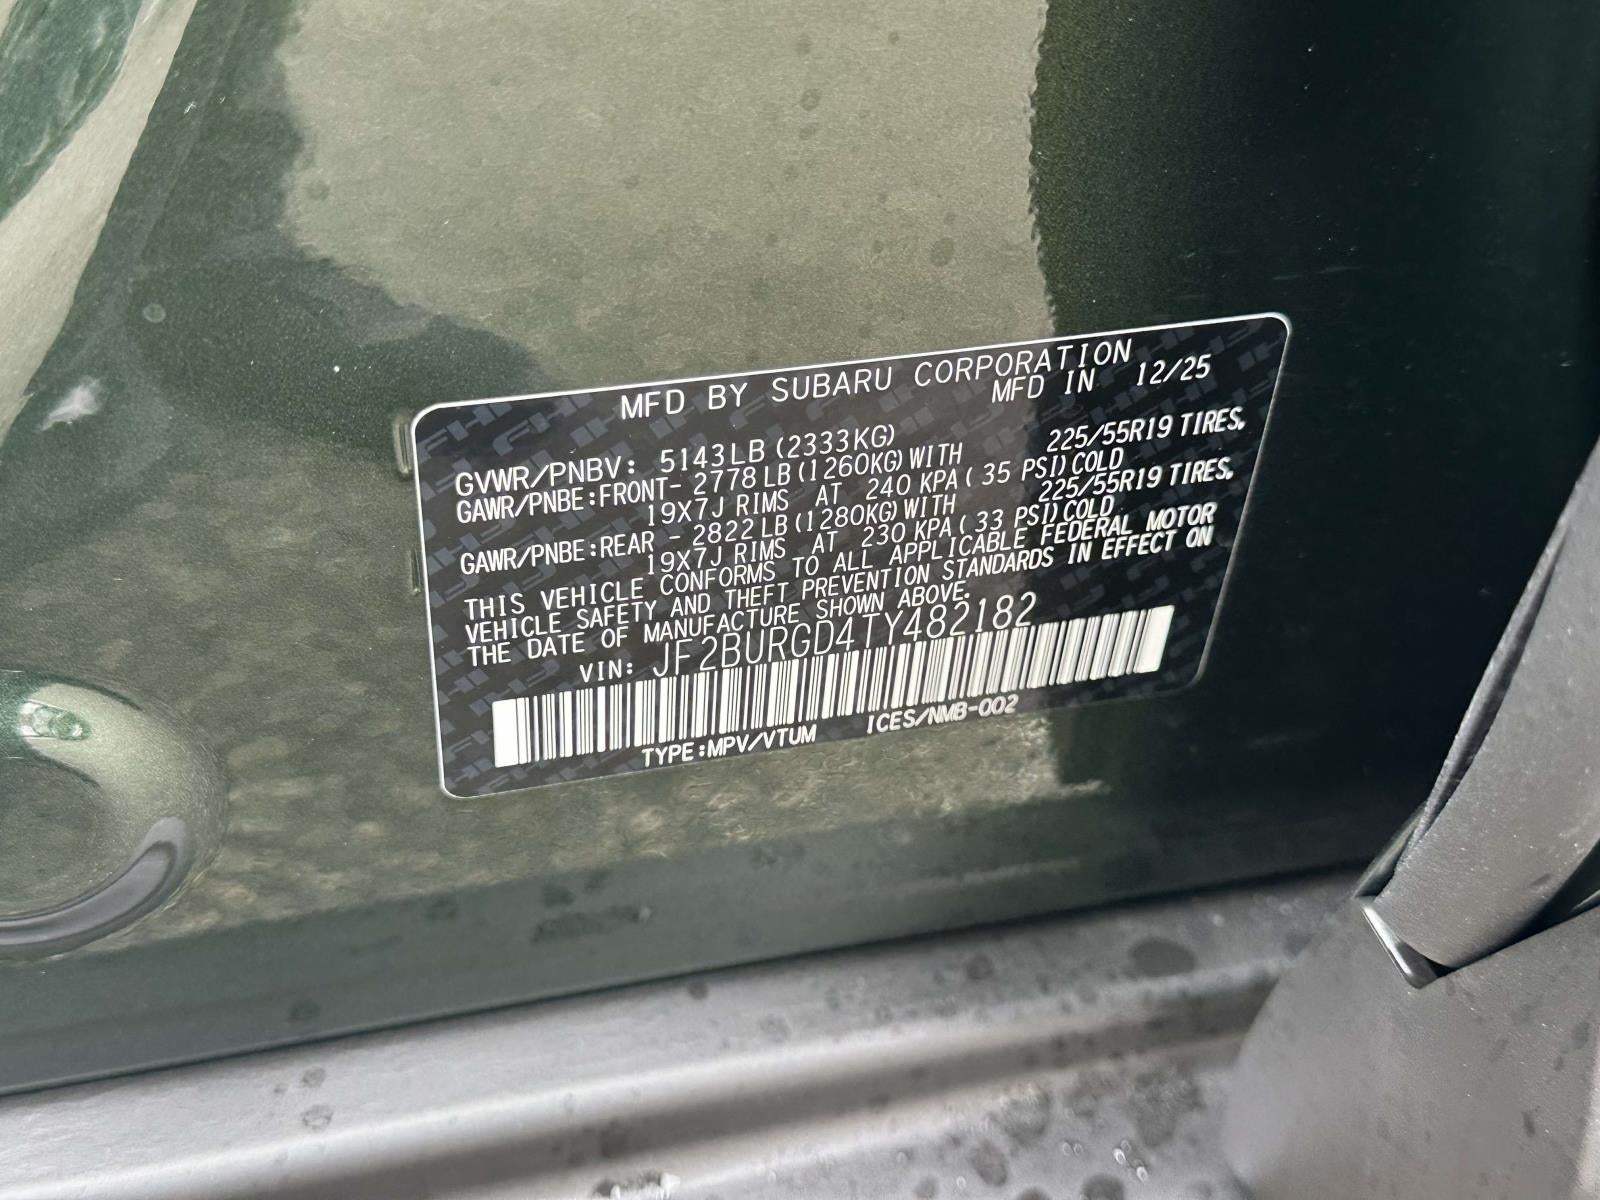 MFD BY SUBARU CORPORATION
MFD IN 12/25
GVWR/PNBV: 5143LB (2333KG)
GAWR/PNBE:FRONT- 2778LB (1260KG)WITH 225/55R19 TIRES,
19X7J RIMS AT 240 KPA( 35 PSI)COLD
GAWR/PNBE:REAR - 2822LB (1280KG)WITH 225/55R19 TIRES,
19X7J RIMS AT 230 KPA( 33 PSI)COLD
THIS VEHICLE CONFORMS TO ALL APPLICABLE FEDERAL MOTOR
VEHICLE SAFETY AND THEFT PREVENTION STANDARDS IN EFFECT ON
THE DATE OF MANUFACTURE SHOWN ABOVE.
VIN: JF2BURGD4TY482182
TYPE:MPV/VTUM ICES/NMB-002